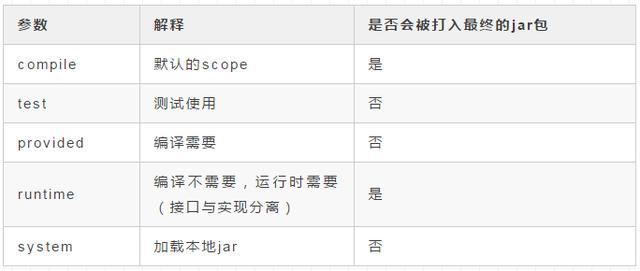 参数 解释 是否会被打入最终的jar包
compile 默认的scope 是
test 测试使用 否
provided 编译需要 否
runtime 编译不需要，运行时需要 是
（接口与实现分离）
system 加载本地jar 否